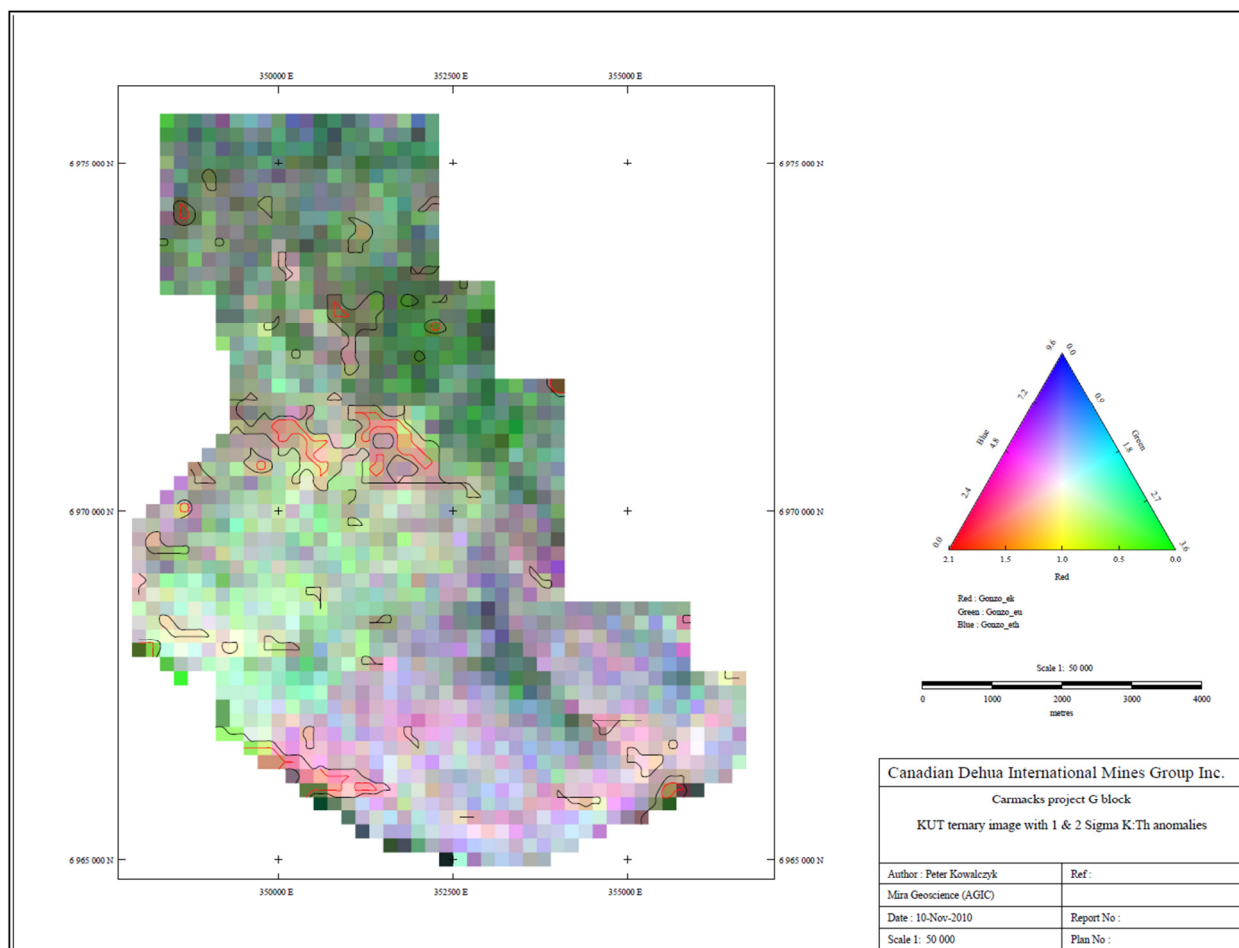 350000 E
352500 E
355000 E
6 975 000 N
6 975 000 N
6 970 000 N
6 970 000 N
6 965 000 N
6 965 000 N
350000 E
352500 E
355000 E
9.6
0.0
7.2
0.9
Blue
Green
4.8
1.8
2.4
2.7
0.0
3.6
2.1
1.5
1.0
0.5
0.0
Red
Red : Gonzo_ek
Green : Gonzo_eu
Blue : Gonzo_eth
Scale 1: 50 000
0
1000
2000
3000
4000
metres
Canadian Dehua International Mines Group Inc.
Carmacks project G block
KUT ternary image with 1 & 2 Sigma K:Th anomalies
Author : Peter Kowalczyk
Ref :
Mira Geoscience (AGIC)
Date : 10-Nov-2010
Report No :
Scale 1: 50 000
Plan No :